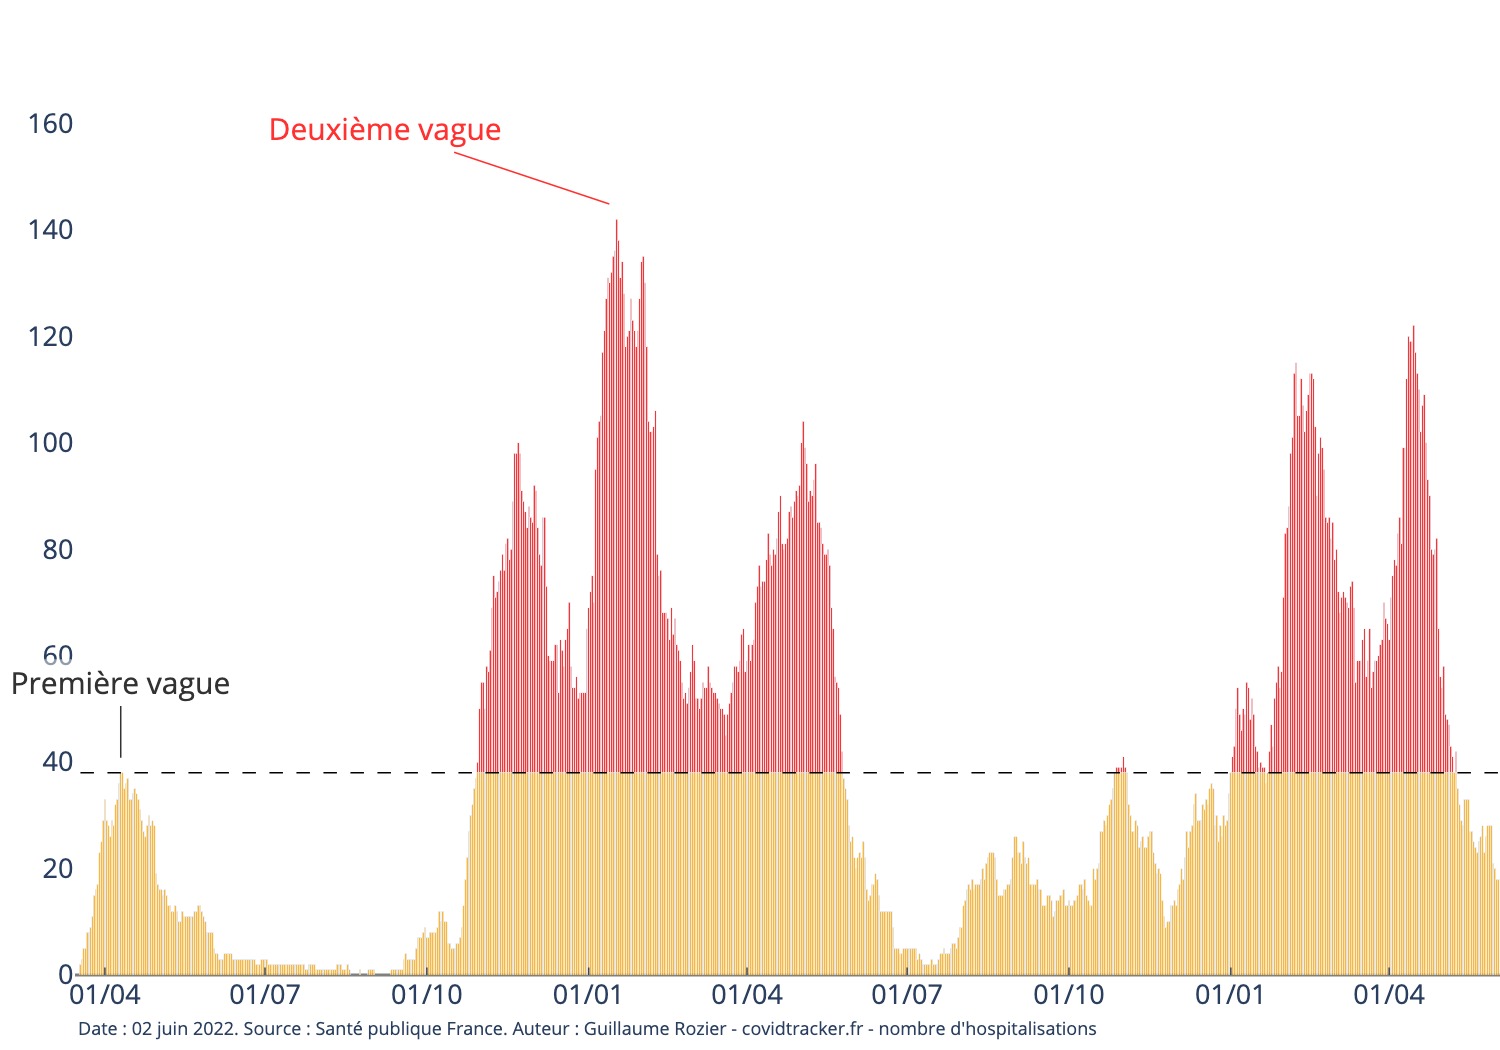 160
Deuxième vague
140
120
100
80
60
Première vague
40
20
0
01/04 01/07 01/10 01/01 01/04 01/07 01/10 01/01 01/04
Date : 02 juin 2022. Source : Santé publique France. Auteur : Guillaume Rozier - covidtracker.fr - nombre d'hospitalisations